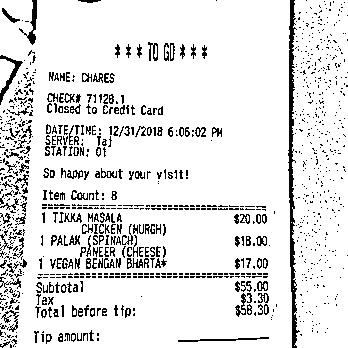 *** TO GO ***
NAME: CHARES
CHECK# 71128.1
Closed to Credit Card
DATE/TIME: 12/31/2018 6:06:02 PM
SERVER: Taj
STATION: 01
So happy about your visit!
Item Count: 8
1 TIKKA MASALA $20.00
CHICKEN (MURGH)
1 PALAK (SPINACH) $18.00
PANEER (CHEESE)
1 VEGAN BENGAN BHARTA* $17.00
Subtotal $55.00
Tax $3.30
Total before tip: $58.30
Tip amount: